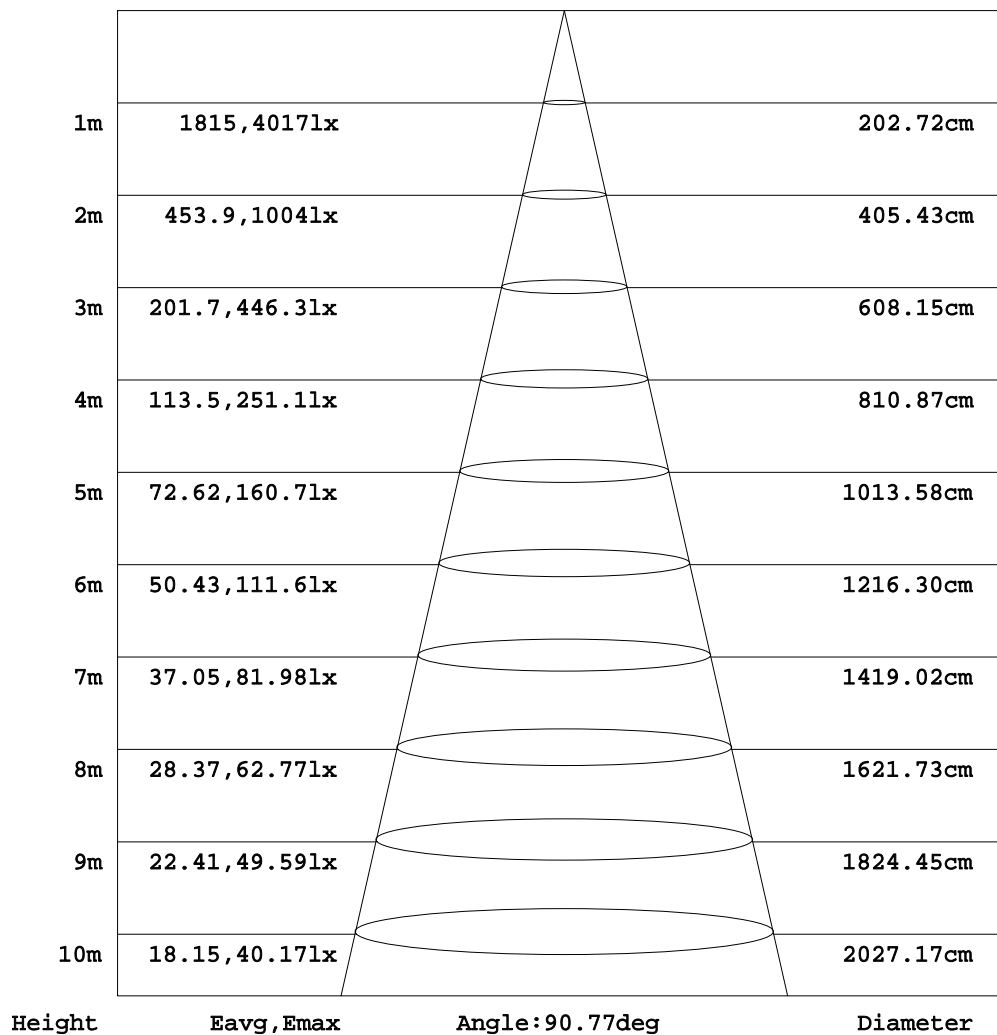 1m 1815,4017lx 202.72cm
2m 453.9,1004lx 405.43cm
3m 201.7,446.3lx 608.15cm
4m 113.5,251.1lx 810.87cm
5m 72.62,160.7lx 1013.58cm
6m 50.43,111.6lx 1216.30cm
7m 37.05,81.98lx 1419.02cm
8m 28.37,62.77lx 1621.73cm
9m 22.41,49.59lx 1824.45cm
10m 18.15,40.17lx 2027.17cm
Height Eavg,Emax Angle:90.77deg Diameter